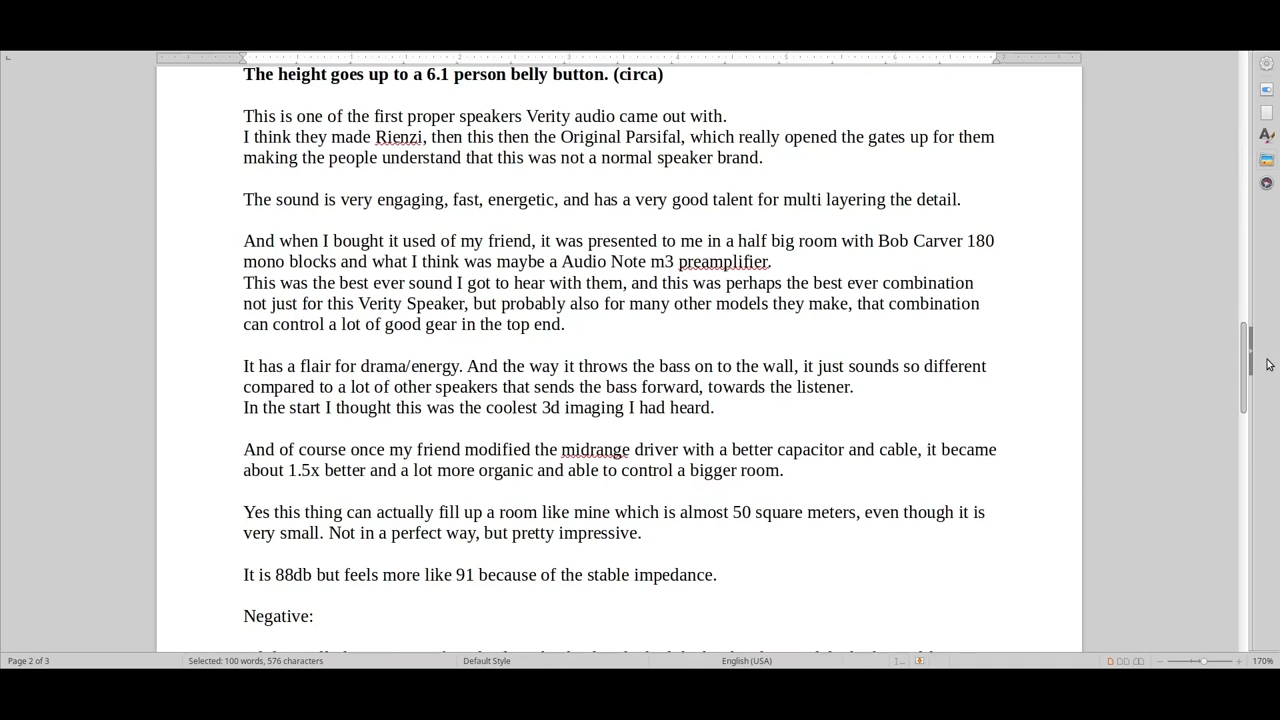 The height goes up to a 6.1 person belly button. (circa)
This is one of the first proper speakers Verity audio came out with.
I think they made Rienzi, then this then the Original Parsifal, which really opened the gates up for them
making the people understand that this was not a normal speaker brand.
The sound is very engaging, fast, energetic, and has a very good talent for multi layering the detail.
And when I bought it used of my friend, it was presented to me in a half big room with Bob Carver 180
mono blocks and what I think was maybe a Audio Note m3 preamplifier.
This was the best ever sound I got to hear with them, and this was perhaps the best ever combination
not just for this Verity Speaker, but probably also for many other models they make, that combination
can control a lot of good gear in the top end.
It has a flair for drama/energy. And the way it throws the bass on to the wall, it just sounds so different
compared to a lot of other speakers that sends the bass forward, towards the listener.
In the start I thought this was the coolest 3d imaging I had heard.
And of course once my friend modified the midrange driver with a better capacitor and cable, it became
about 1.5x better and a lot more organic and able to control a bigger room.
Yes this thing can actually fill up a room like mine which is almost 50 square meters, even though it is
very small. Not in a perfect way, but pretty impressive.
It is 88db but feels more like 91 because of the stable impedance.
Negative:
Page 2 of 3
Selected: 100 words, 576 characters
Default Style
English (USA)
170%